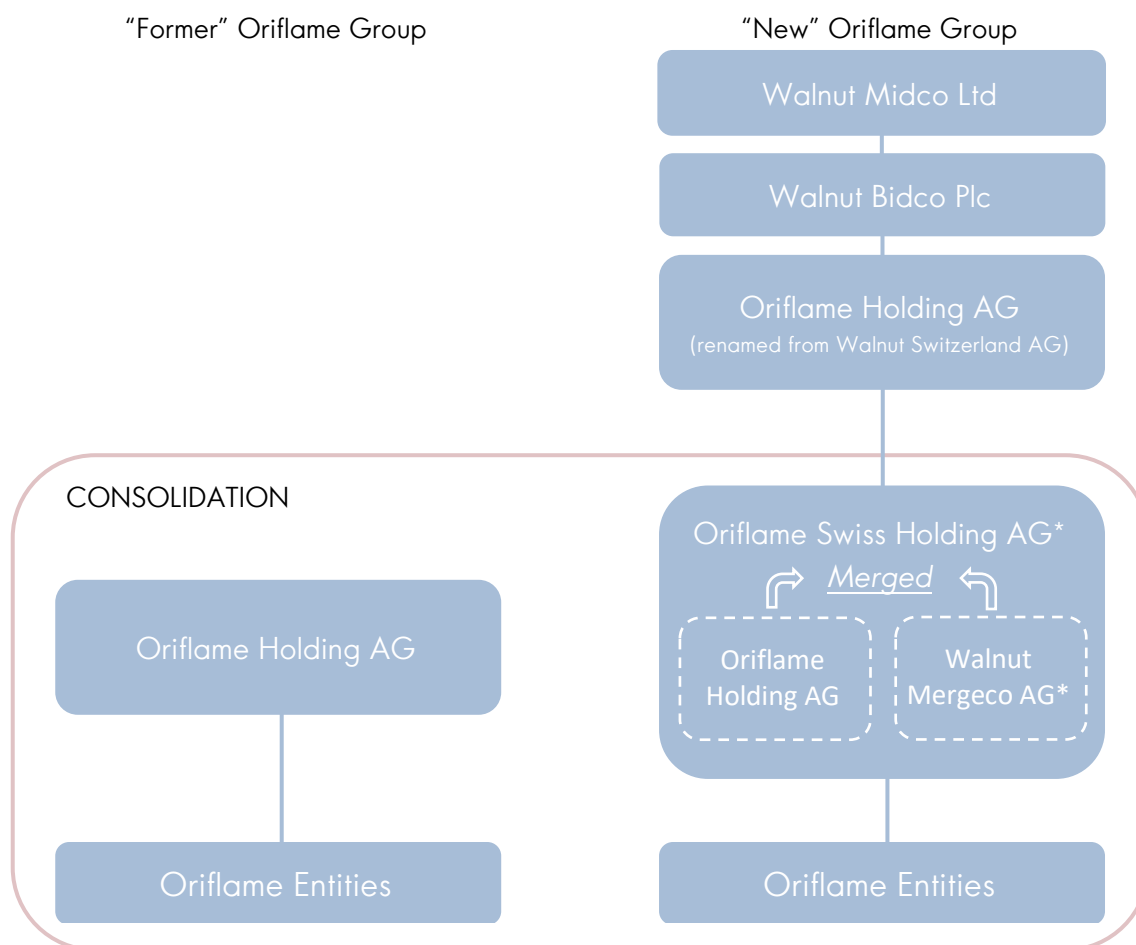 “Former” Oriflame Group
“New” Oriflame Group
Walnut Midco Ltd
Walnut Bidco Plc
Oriflame Holding AG
(renamed from Walnut Switzerland AG)
CONSOLIDATION
Oriflame Holding AG
Oriflame Entities
Oriflame Swiss Holding AG*
Merged
Oriflame
Holding AG
Walnut
Mergeco AG*
Oriflame Entities